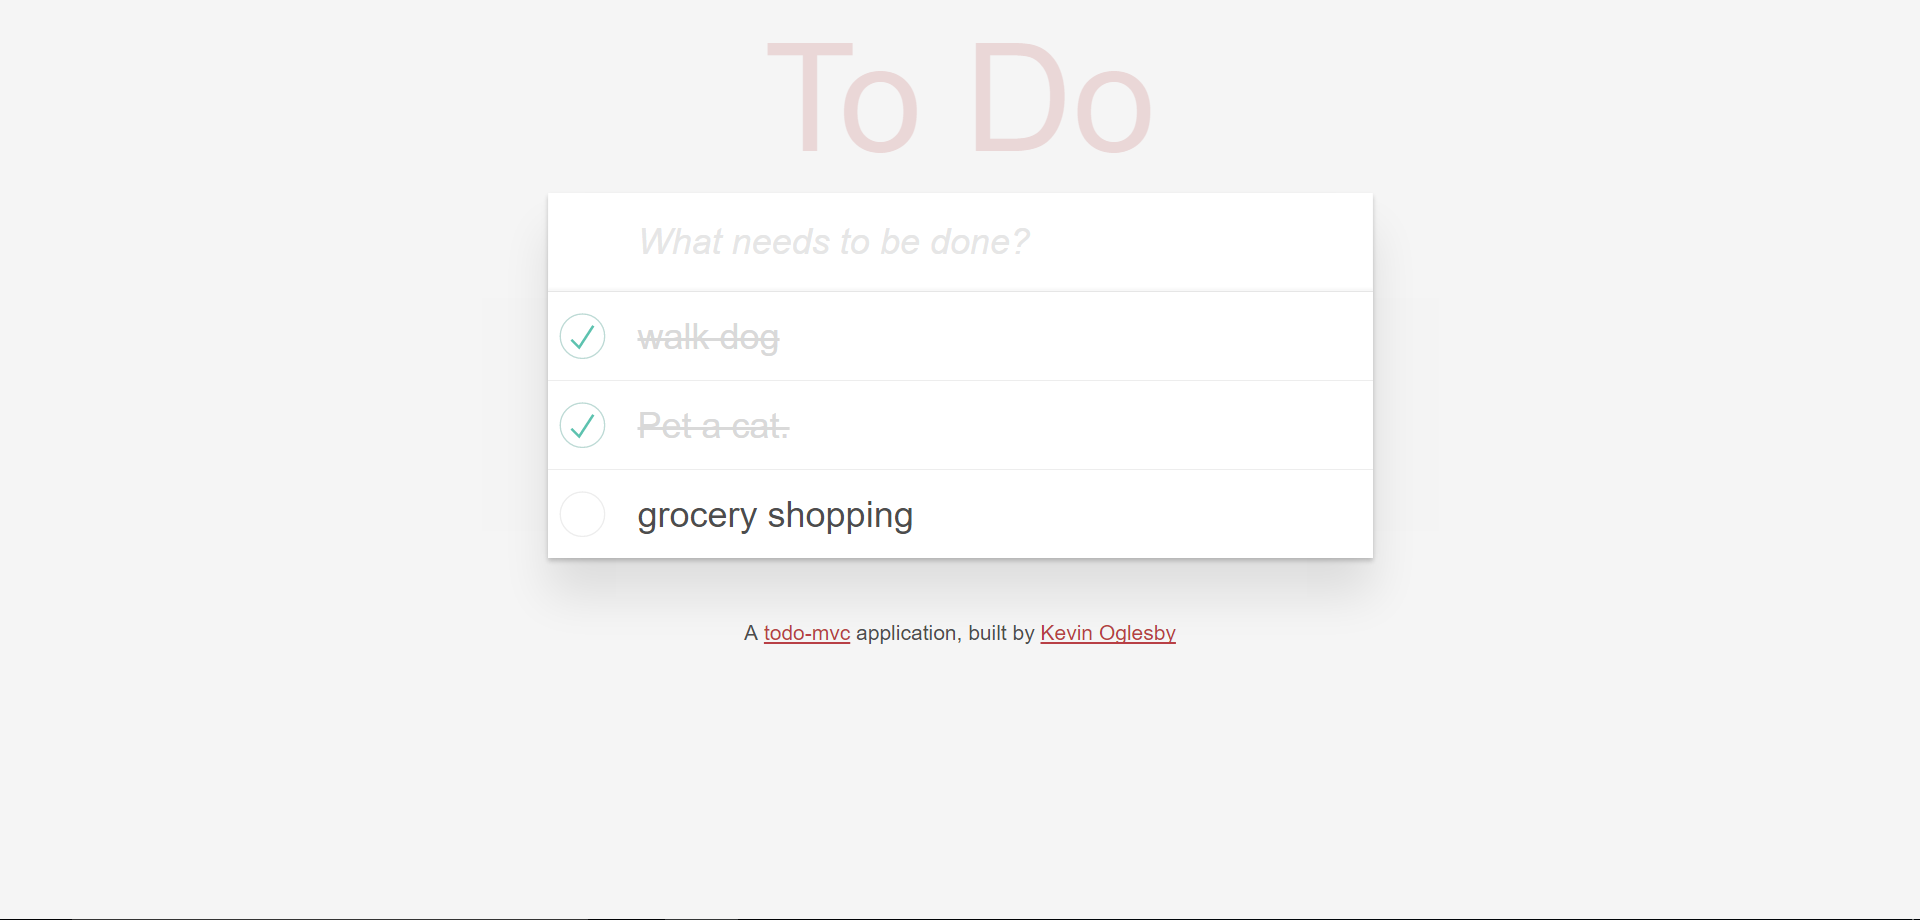 To Do
What needs to be done?
walk dog
Pet a cat.
grocery shopping
A todo-mvc application, built by Kevin Oglesby